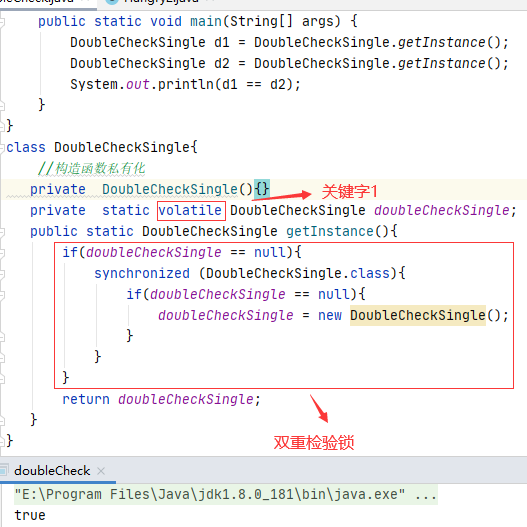 public static void main(String[] args) {
DoubleCheckSingle d1 = DoubleCheckSingle.getInstance();
DoubleCheckSingle d2 = DoubleCheckSingle.getInstance();
System.out.println(d1 == d2);
}
}
class DoubleCheckSingle{
//构造函数私有化
private DoubleCheckSingle(){}
关键字1
private static volatile DoubleCheckSingle doubleCheckSingle;
public static DoubleCheckSingle getInstance(){
if(doubleCheckSingle == null){
synchronized (DoubleCheckSingle.class){
if(doubleCheckSingle == null){
doubleCheckSingle = new DoubleCheckSingle();
}
}
}
return doubleCheckSingle;
}
}
双重检验锁
doubleCheck ×
"E:\Program Files\Java\jdk1.8.0_181\bin\java.exe" ...
true